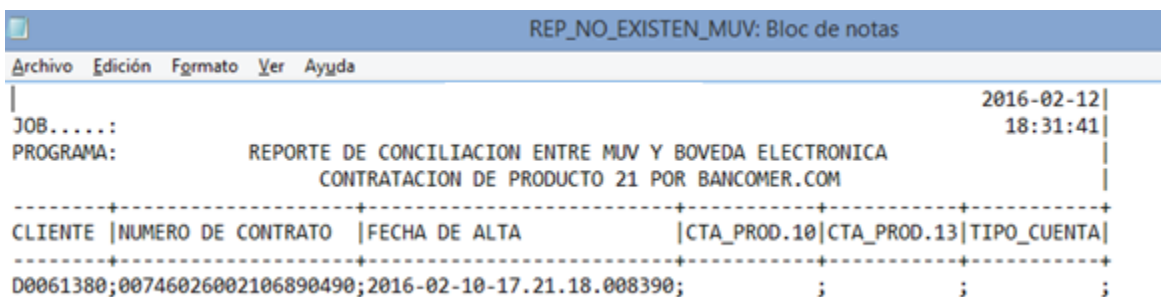 REP_NO_EXISTEN_MUV: Bloc de notas
Archivo Edición Formato Ver Ayuda
2016-02-12|
JOB.....: 18:31:41|
PROGRAMA: REPORTE DE CONCILIACION ENTRE MUV Y BOVEDA ELECTRONICA |
CONTRATACION DE PRODUCTO 21 POR BANCOMER.COM |
--------+--------------------+--------------------------+-----------+-----------+-----------+
CLIENTE |NUMERO DE CONTRATO |FECHA DE ALTA |CTA_PROD.10|CTA_PROD.13|TIPO_CUENTA|
--------+--------------------+--------------------------+-----------+-----------+-----------+
D0061380;00746026002106890490;2016-02-10-17.21.18.008390; ; ; ;